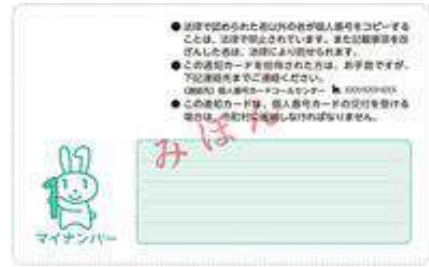 ● 法律で認められた者以外の者が個人番号をコピーする
ことは、法律で禁止されています。また記載事項を改
ざんした者は、法律により罰せられます。
● この通知カードを拾得された方は、お手数ですが、
下記連絡先までご連絡ください。
個人番号カードコールセンター
● この通知カードは、個人番号カードの交付を受ける
場合は、市町村に返納しなければなりません。
みほん
マイナンバー